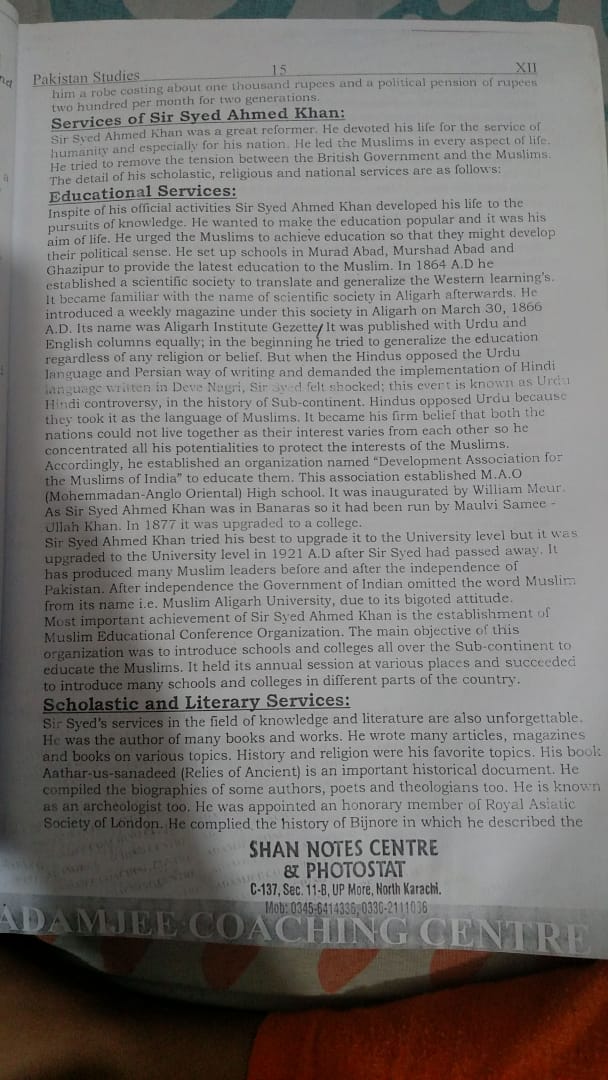 Pakistan Studies 15 XII
him a robe costing about one thousand rupees and a political pension of rupees
two hundred per month for two generations.
Services of Sir Syed Ahmed Khan:
Sir Syed Ahmed Khan was a great reformer. He devoted his life for the service of
humanity and especially for his nation. He led the Muslims in every aspect of life.
He tried to remove the tension between the British Government and the Muslims.
The detail of his scholastic, religious and national services are as follows:
Educational Services:
Inspite of his official activities Sir Syed Ahmed Khan developed his life to the
pursuits of knowledge. He wanted to make the education popular and it was his
aim of life. He urged the Muslims to achieve education so that they might develop
their political sense. He set up schools in Murad Abad, Murshad Abad and
Ghazipur to provide the latest education to the Muslim. In 1864 A.D he
established a scientific society to translate and generalize the Western learning's.
It became familiar with the name of scientific society in Aligarh afterwards. He
introduced a weekly magazine under this society in Aligarh on March 30, 1866
A.D. Its name was Aligarh Institute Gezette/ It was published with Urdu and
English columns equally; in the beginning he tried to generalize the education
regardless of any religion or belief. But when the Hindus opposed the Urdu
language and Persian way of writing and demanded the implementation of Hindi
language written in Deve Nagri, Sir Syed felt shocked; this event is known as Urdu
Hindi controversy, in the history of Sub-continent. Hindus opposed Urdu because
they took it as the language of Muslims. It became his firm belief that both the
nations could not live together as their interest varies from each other so he
concentrated all his potentialities to protect the interests of the Muslims.
Accordingly, he established an organization named “Development Association for
the Muslims of India” to educate them. This association established M.A.O
(Mohemmadan-Anglo Oriental) High school. It was inaugurated by William Meur.
As Sir Syed Ahmed Khan was in Banaras so it had been run by Maulvi Samee -
Ullah Khan. In 1877 it was upgraded to a college.
Sir Syed Ahmed Khan tried his best to upgrade it to the University level but it was
upgraded to the University level in 1921 A.D after Sir Syed had passed away. It
has produced many Muslim leaders before and after the independence of
Pakistan. After independence the Government of Indian omitted the word Muslim
from its name i.e. Muslim Aligarh University, due to its bigoted attitude.
Most important achievement of Sir Syed Ahmed Khan is the establishment of
Muslim Educational Conference Organization. The main objective of this
organization was to introduce schools and colleges all over the Sub-continent to
educate the Muslims. It held its annual session at various places and succeeded
to introduce many schools and colleges in different parts of the country.
Scholastic and Literary Services:
Sir Syed's services in the field of knowledge and literature are also unforgettable.
He was the author of many books and works. He wrote many articles, magazines
and books on various topics. History and religion were his favorite topics. His book
Aathar-us-sanadeed (Relies of Ancient) is an important historical document. He
compiled the biographies of some authors, poets and theologians too. He is known
as an archeologist too. He was appointed an honorary member of Royal Asiatic
Society of London. He complied the history of Bijnore in which he described the
SHAN NOTES CENTRE
& PHOTOSTAT
C-137, Sec. 11-B, UP More, North Karachi.
Mob: 0345-6414336, 0330-2111036
ADAMJEE COACHING CENTRE